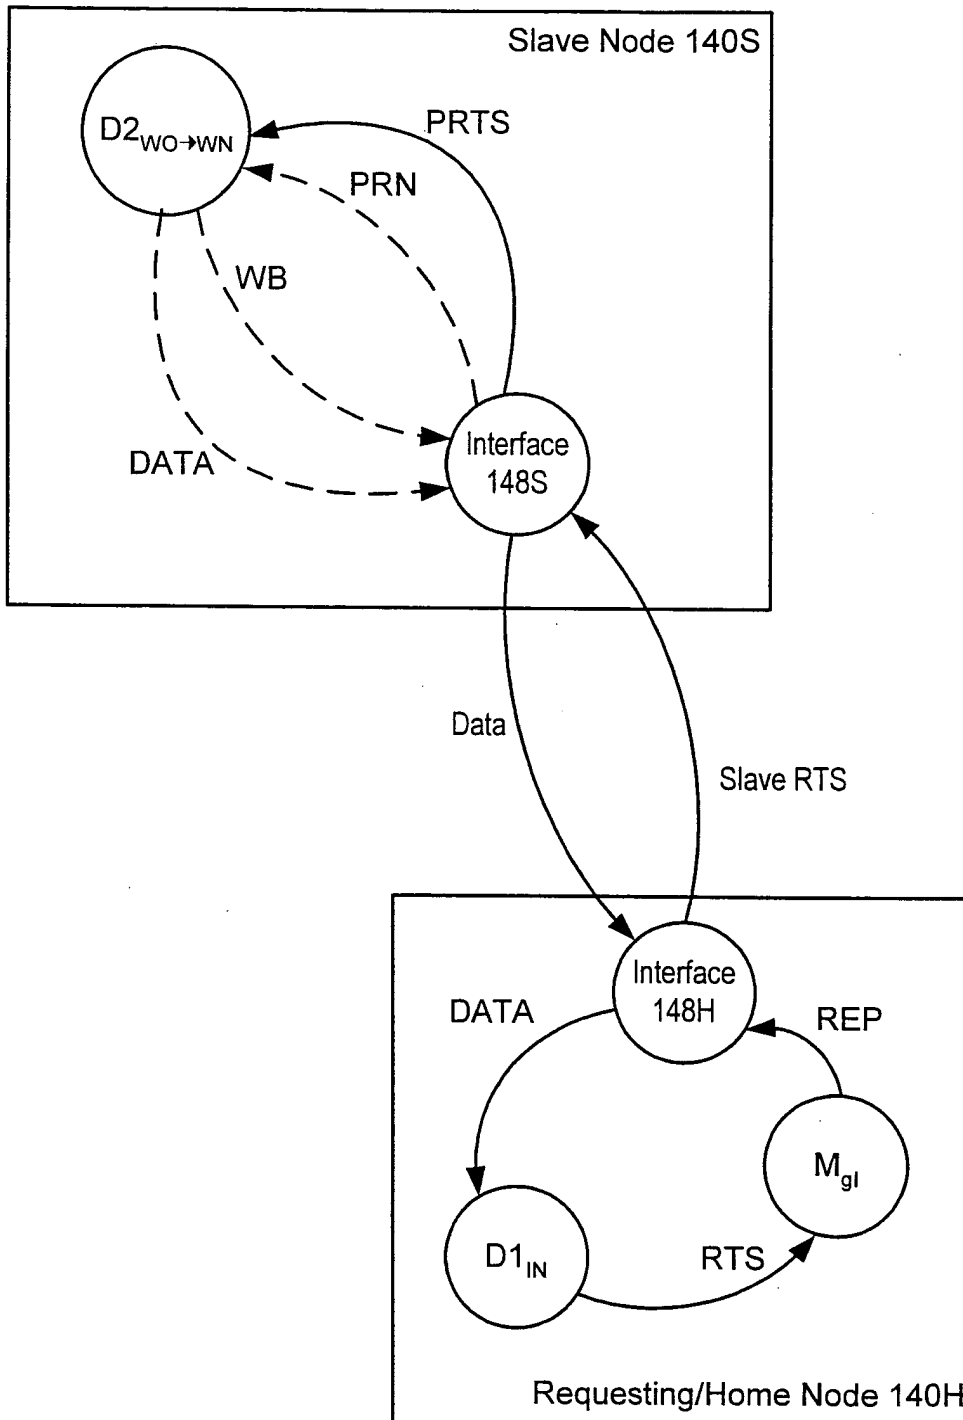 Slave Node 140S
D2WO→WN
PRTS
PRN
WB
DATA
Interface
148S
Data
Slave RTS
Interface
148H
DATA
REP
Mgl
D1IN
RTS
Requesting/Home Node 140H